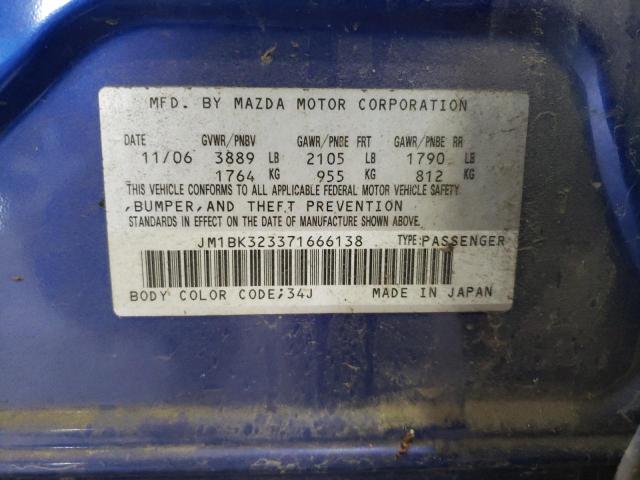 MFD. BY MAZDA MOTOR CORPORATION
DATE GVWR/PNBV GAWR/PNBE FRT GAWR/PNBE RR
11/06 3889 LB 2105 LB 1790 LB
1764 KG 955 KG 812 KG
THIS VEHICLE CONFORMS TO ALL APPLICABLE FEDERAL MOTOR VEHICLE SAFETY
,BUMPER,AND THEFT PREVENTION
STANDARDS IN EFFECT ON THE DATE OF MANUFACTURE SHOWN ABOVE.
JM1BK323371666138 TYPE:PASSENGER
BODY COLOR CODE;34J MADE IN JAPAN